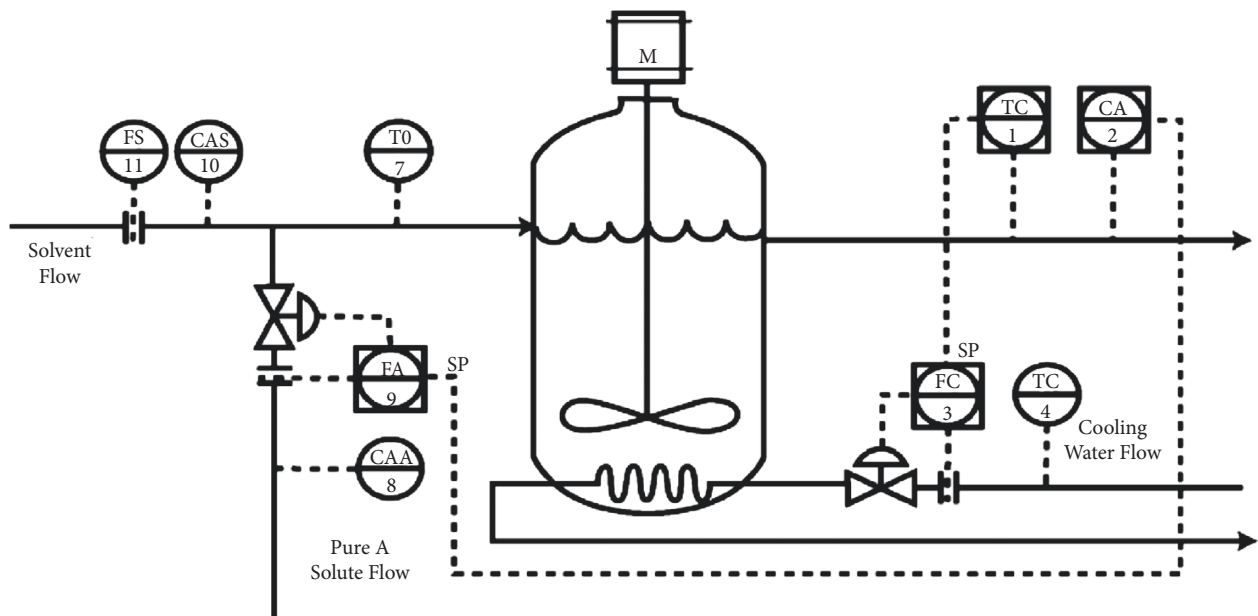 M
FS
11
CAS
10
T0
7
TC
1
CA
2
Solvent
Flow
FA
9
SP
CAA
8
SP
FC
3
TC
4
Cooling
Water Flow
Pure A
Solute Flow